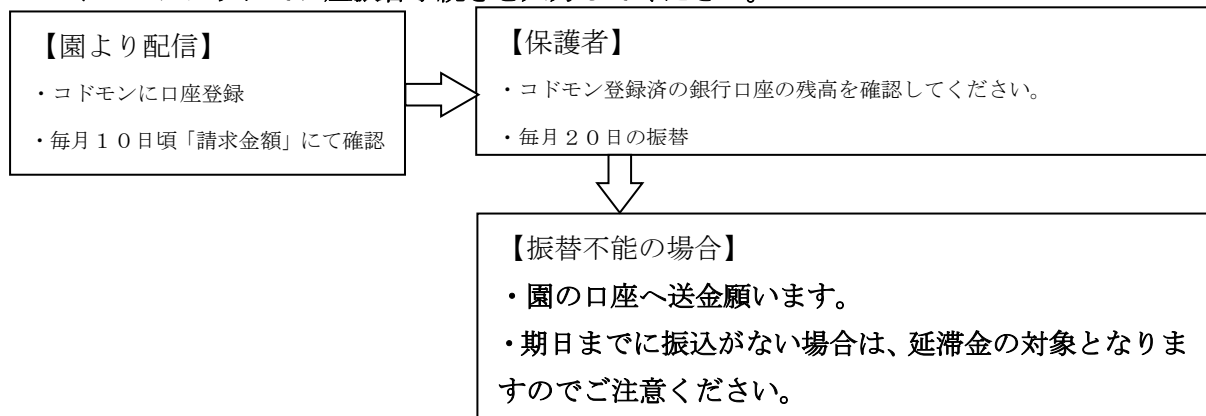 【園より配信】
・コドモンに口座登録
・毎月１０日頃「請求金額」にて確認
【保護者】
・コドモン登録済の銀行口座の残高を確認してください。
・毎月２０日の振替
【振替不能の場合】
・園の口座へ送金願います。
・期日までに振込がない場合は、延滞金の対象となりま
すのでご注意ください。